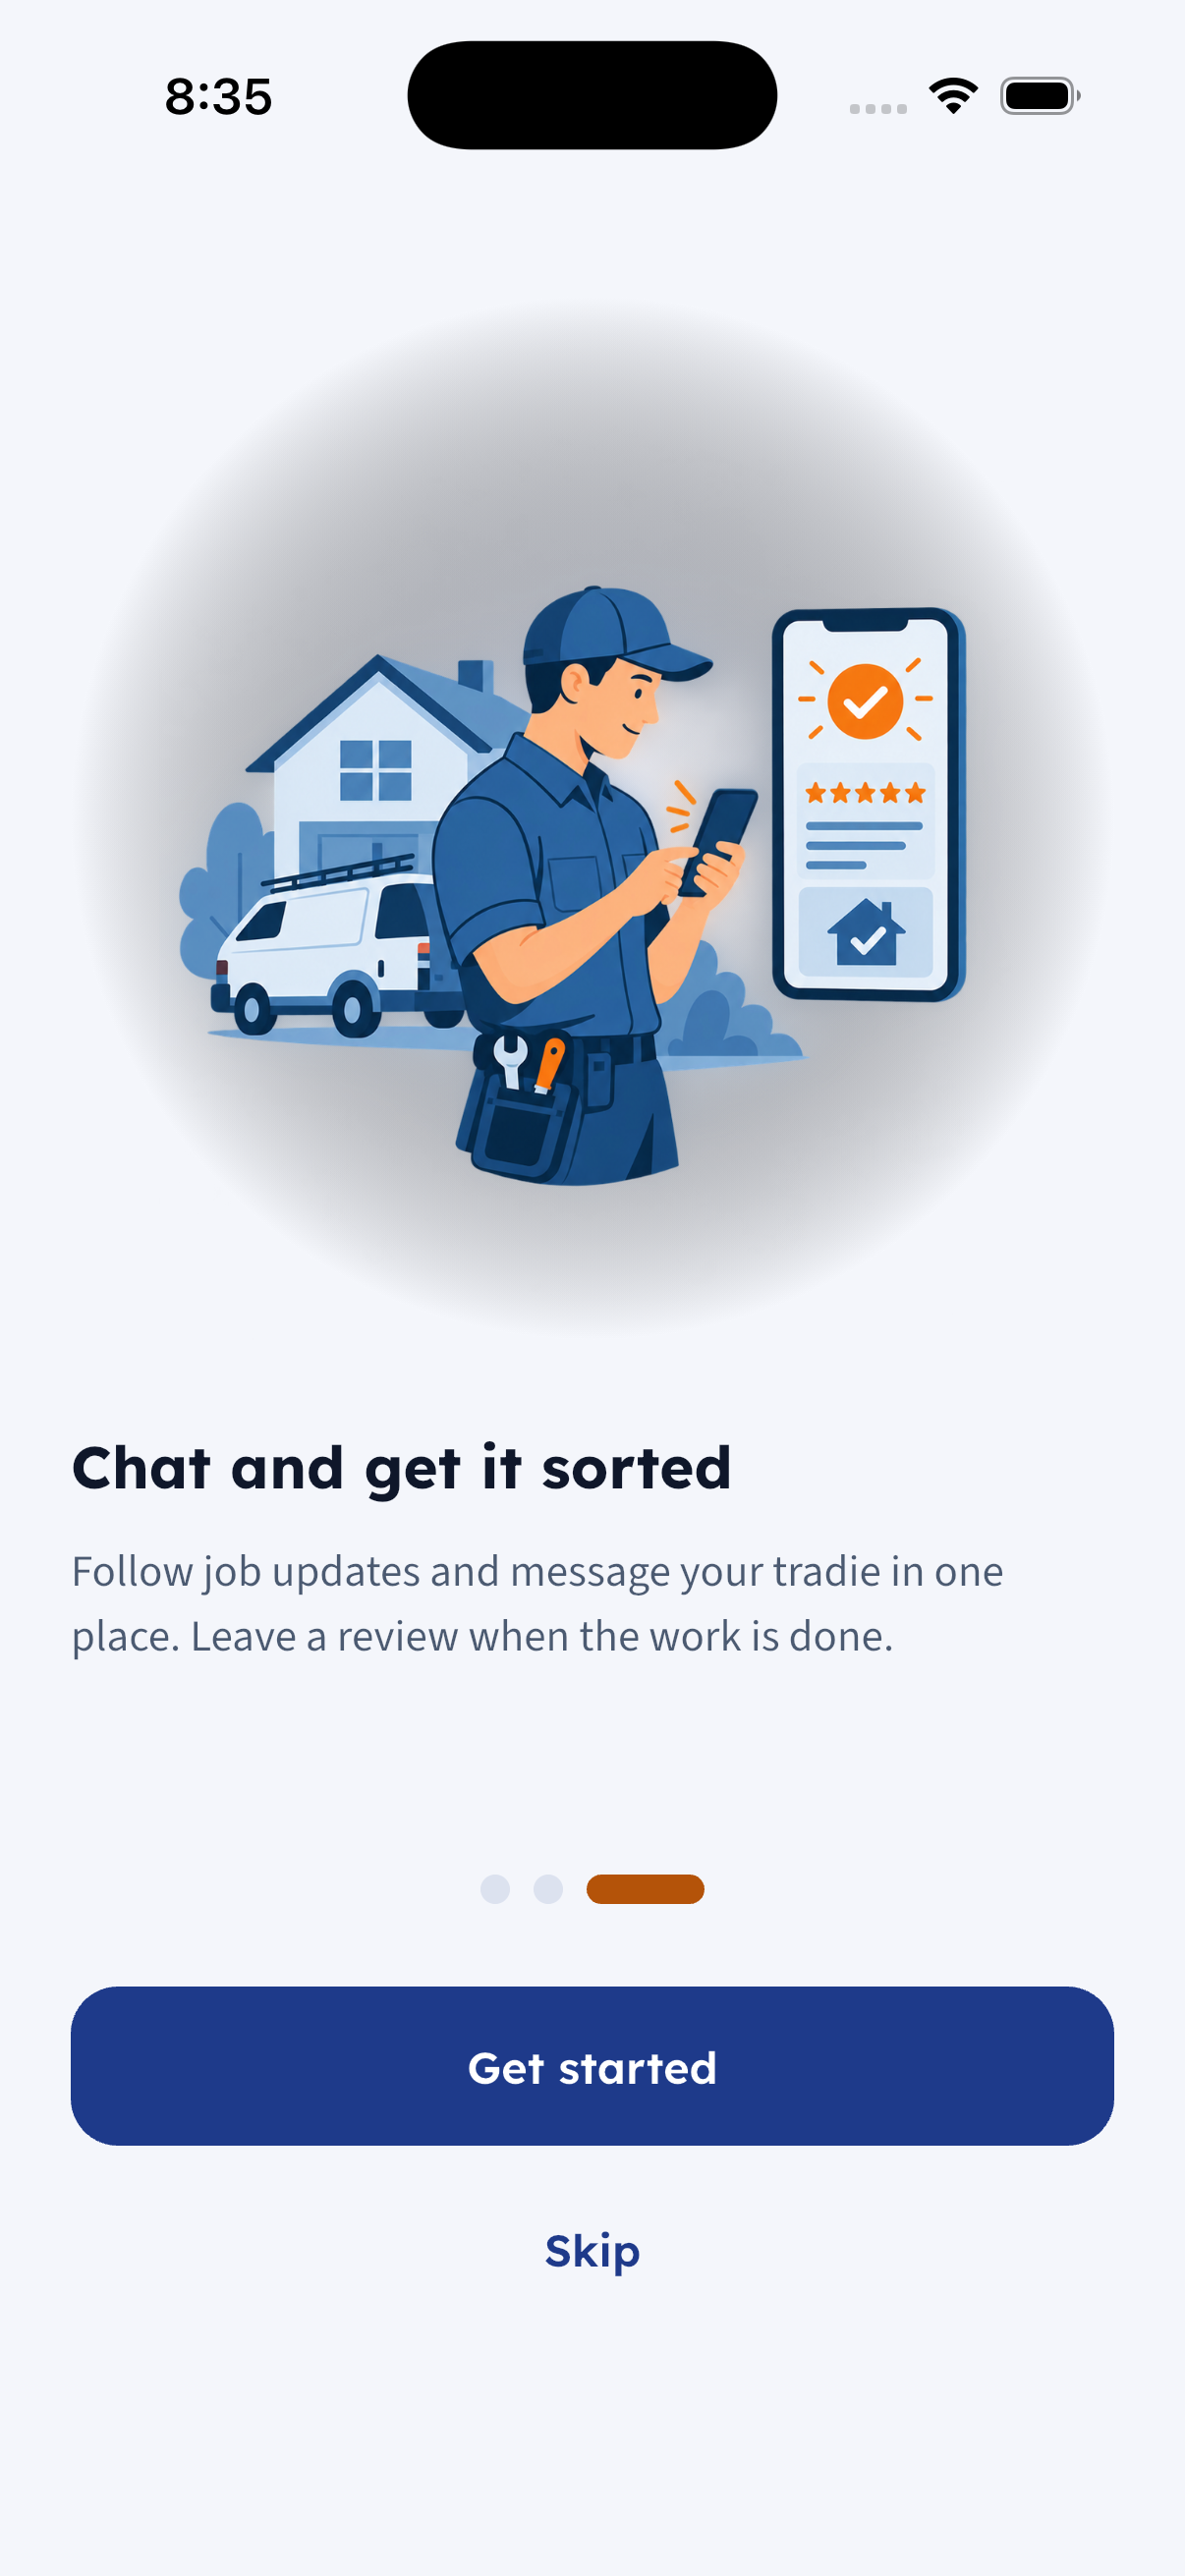 8:35
Chat and get it sorted
Follow job updates and message your tradie in one
place. Leave a review when the work is done.
Get started
Skip